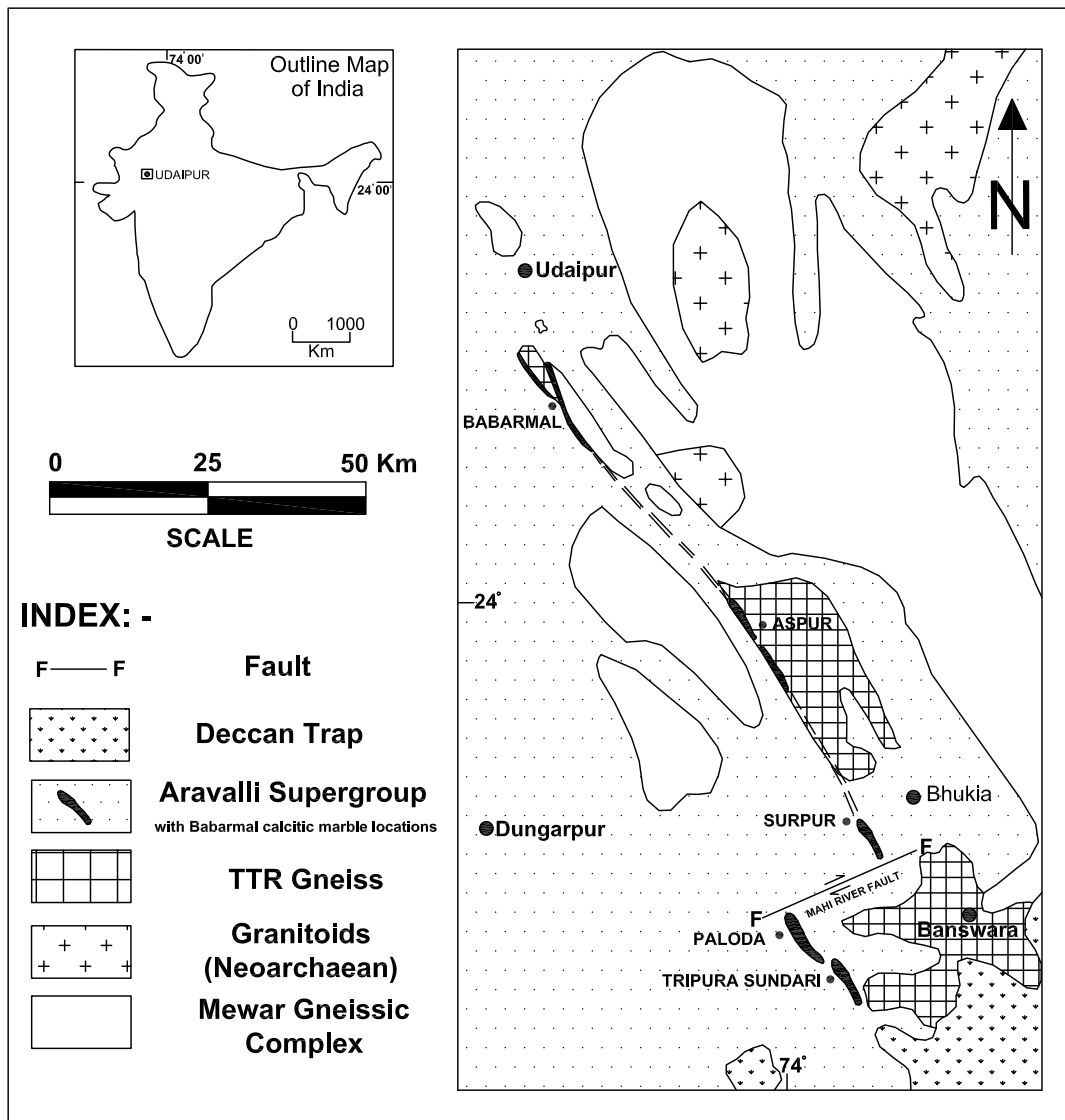 74°00'
Outline Map
of India
UDAIPUR
24°00'
0 1000
Km
0 25 50 Km
SCALE
INDEX: -
F F Fault
Deccan Trap
Aravalli Supergroup
with Babarmal calcitic marble locations
TTR Gneiss
Granitoids
(Neoarchaean)
Mewar Gneissic
Complex
N
Udaipur
BABARMAL
24°
ASPUR
Bhukia
SURPUR
Dungarpur
F
MAHI RIVER FAULT
F
Banswara
PALODA
TRIPURA SUNDARI
74°